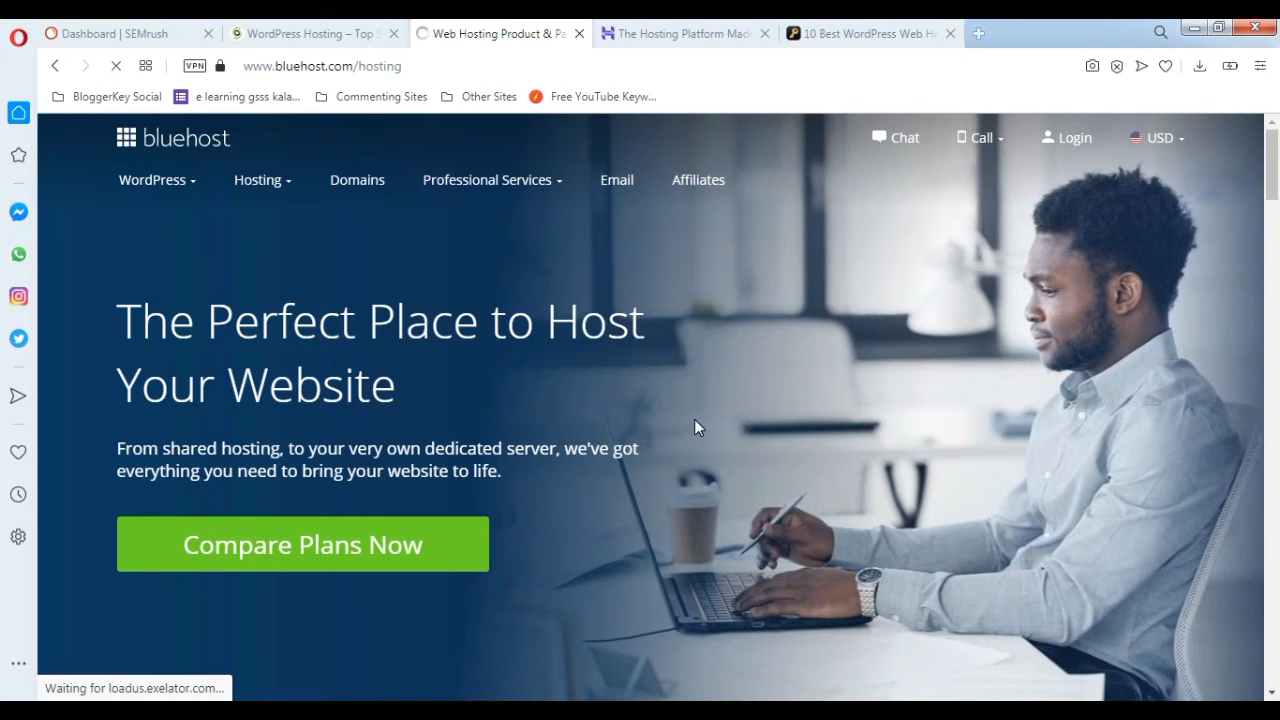 Dashboard | SEMrush
WordPress Hosting – Top S
Web Hosting Product & Pa
The Hosting Platform Mad
10 Best WordPress Web Ho
VPN
www.bluehost.com/hosting
BloggerKey Social
e learning gsss kala...
Commenting Sites
Other Sites
Free YouTube Keyw...
bluehost
Chat
Call
Login
USD
WordPress
Hosting
Domains
Professional Services
Email
Affiliates
The Perfect Place to Host
Your Website
From shared hosting, to your very own dedicated server, we've got
everything you need to bring your website to life.
Compare Plans Now
Waiting for loadus.exelator.com...